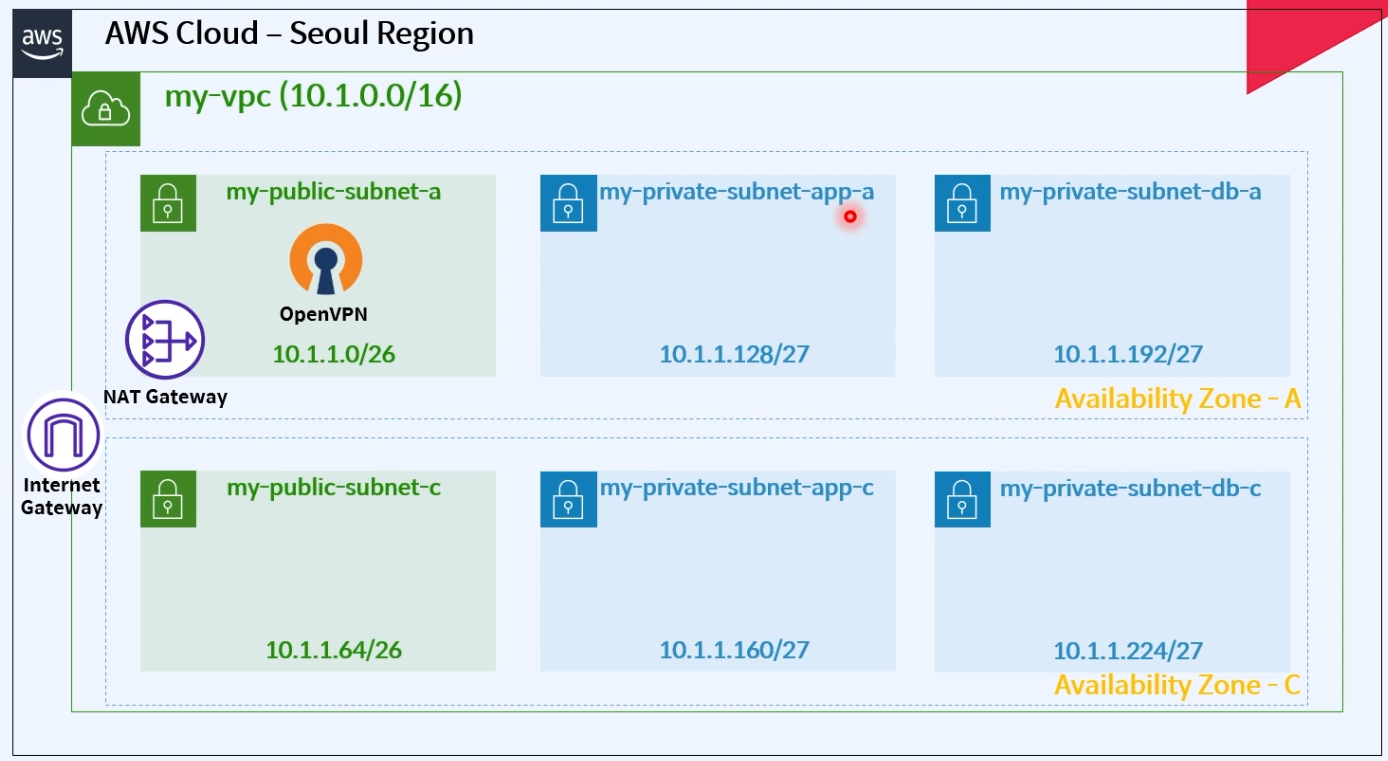 aws
AWS Cloud – Seoul Region
my-vpc (10.1.0.0/16)
my-public-subnet-a
my-private-subnet-app-a
my-private-subnet-db-a
OpenVPN
10.1.1.0/26
10.1.1.128/27
10.1.1.192/27
NAT Gateway
Availability Zone - A
Internet
Gateway
my-public-subnet-c
my-private-subnet-app-c
my-private-subnet-db-c
10.1.1.64/26
10.1.1.160/27
10.1.1.224/27
Availability Zone - C